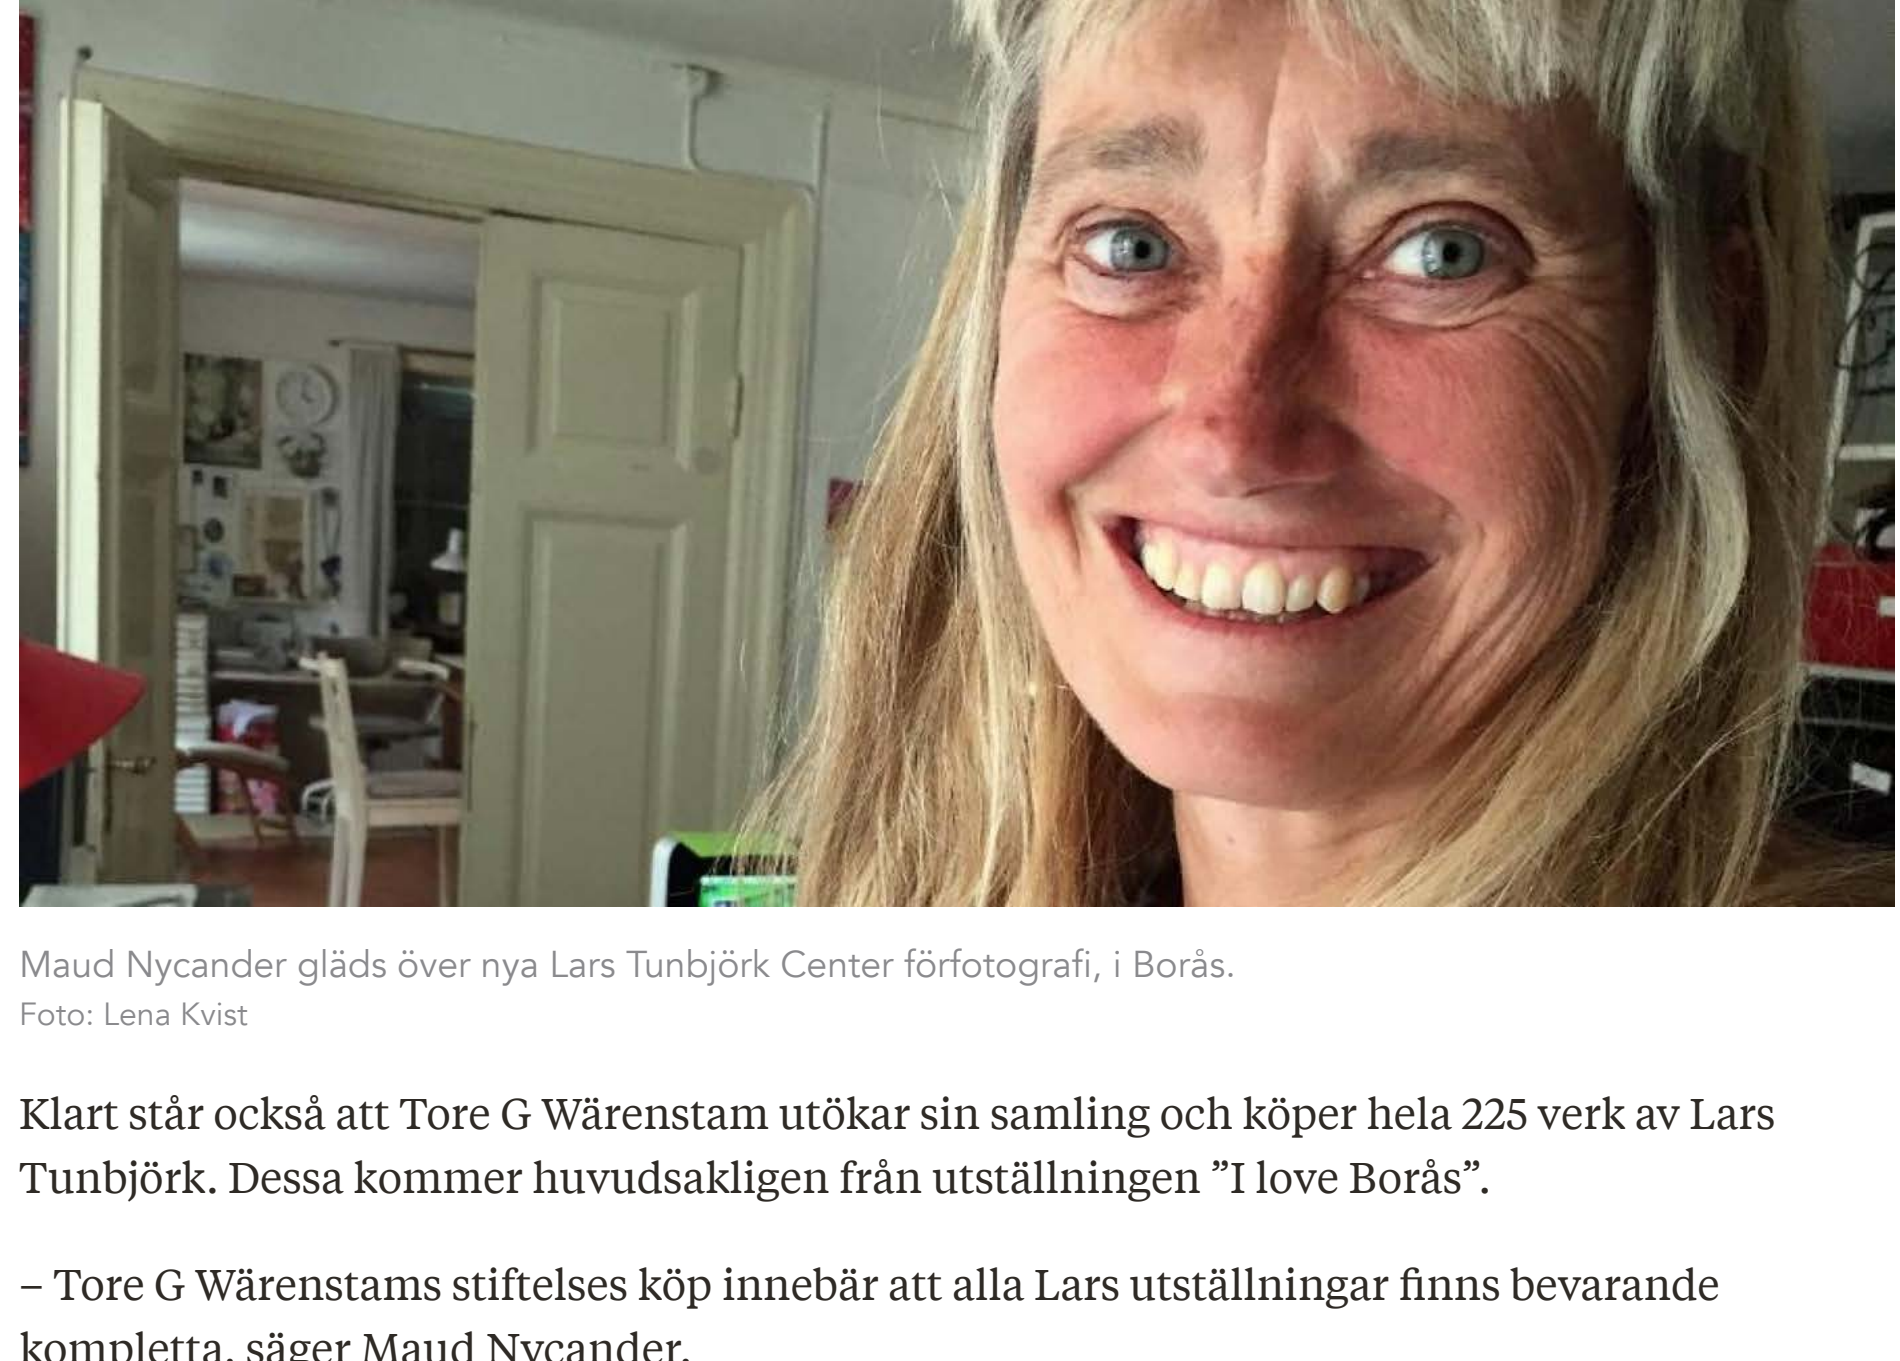 Maud Nycander gläds över nya Lars Tunbjörk Center förfotografi, i Borås.
Foto: Lena Kvist
Klart står också att Tore G Wärenstam utökar sin samling och köper hela 225 verk av Lars
Tunbjörk. Dessa kommer huvudsakligen från utställningen ”I love Borås”.
– Tore G Wärenstams stiftelses köp innebär att alla Lars utställningar finns bevarande
kompletta, säger Maud Nycander.